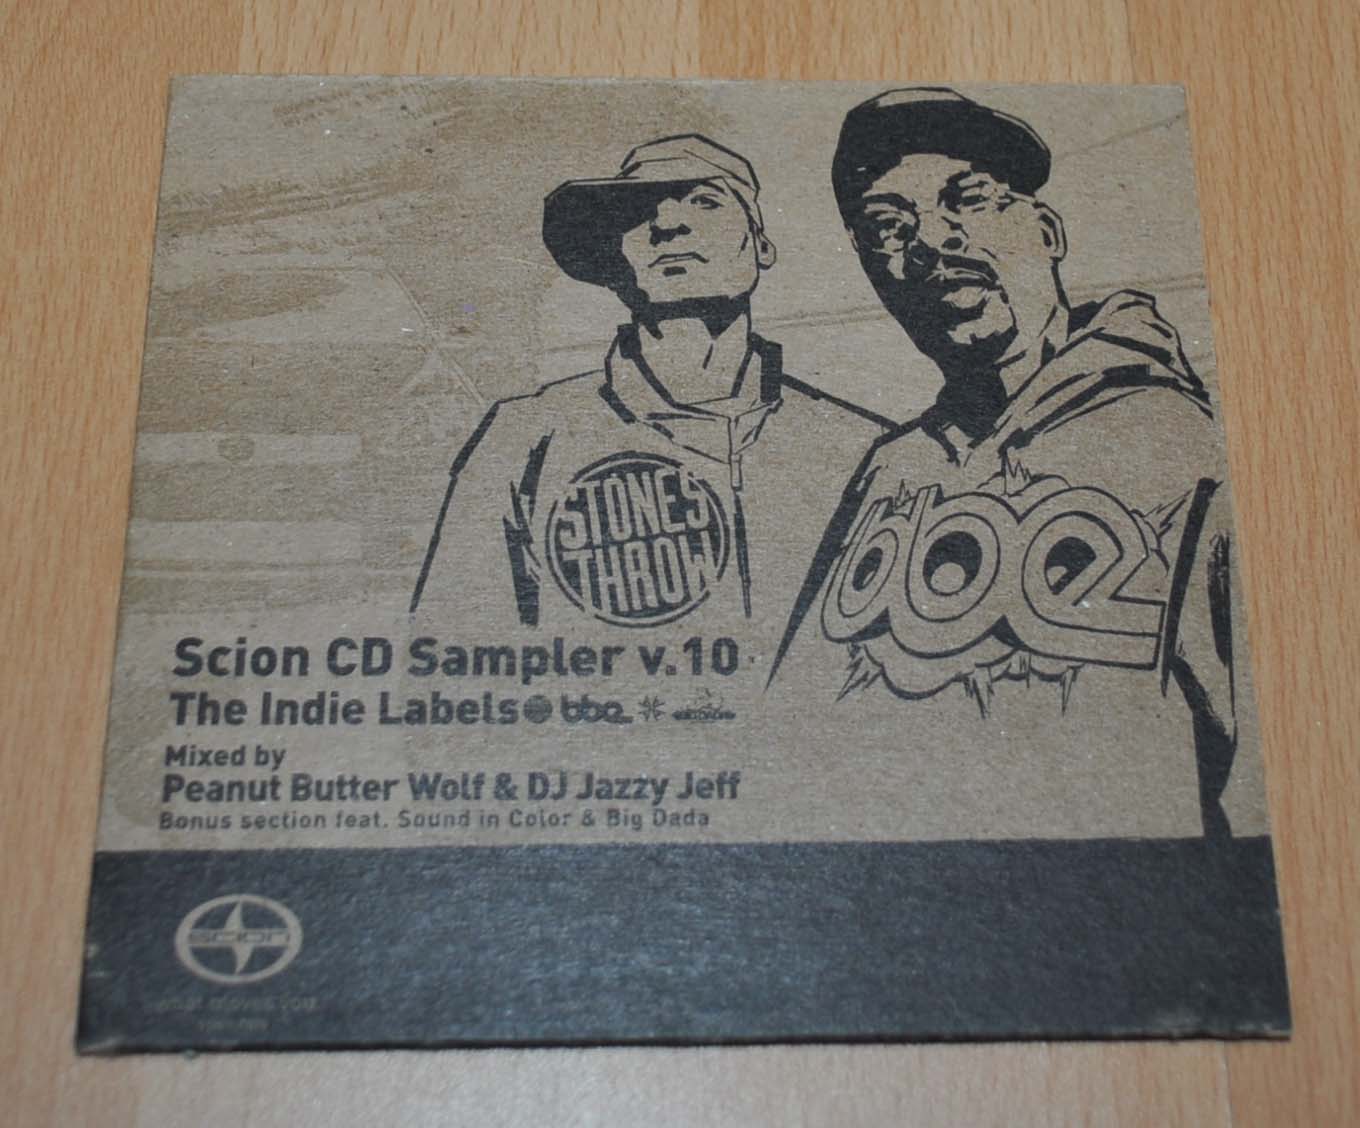 STONES
THROW
bbe
Scion CD Sampler v.10
The Indie Labels bbe
Mixed by
Peanut Butter Wolf & DJ Jazzy Jeff
Bonus section feat. Sound in Color & Big Dada